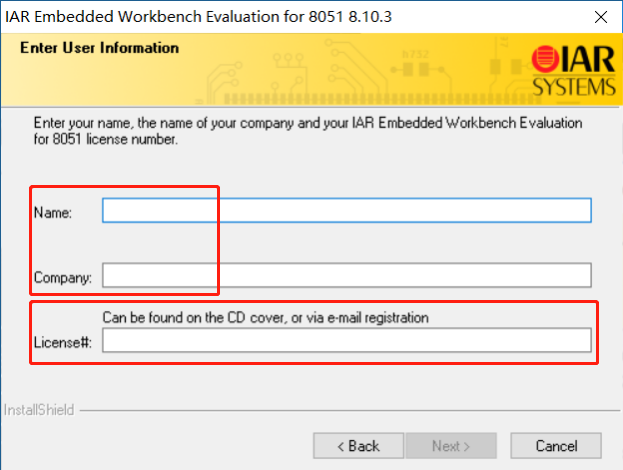 IAR Embedded Workbench Evaluation for 8051 8.10.3
Enter User Information
b752
IAR
SYSTEMS
Enter your name, the name of your company and your IAR Embedded Workbench Evaluation
for 8051 license number.
Name:
Company:
Can be found on the CD cover, or via e-mail registration
License#:
InstallShield
< Back
Next >
Cancel